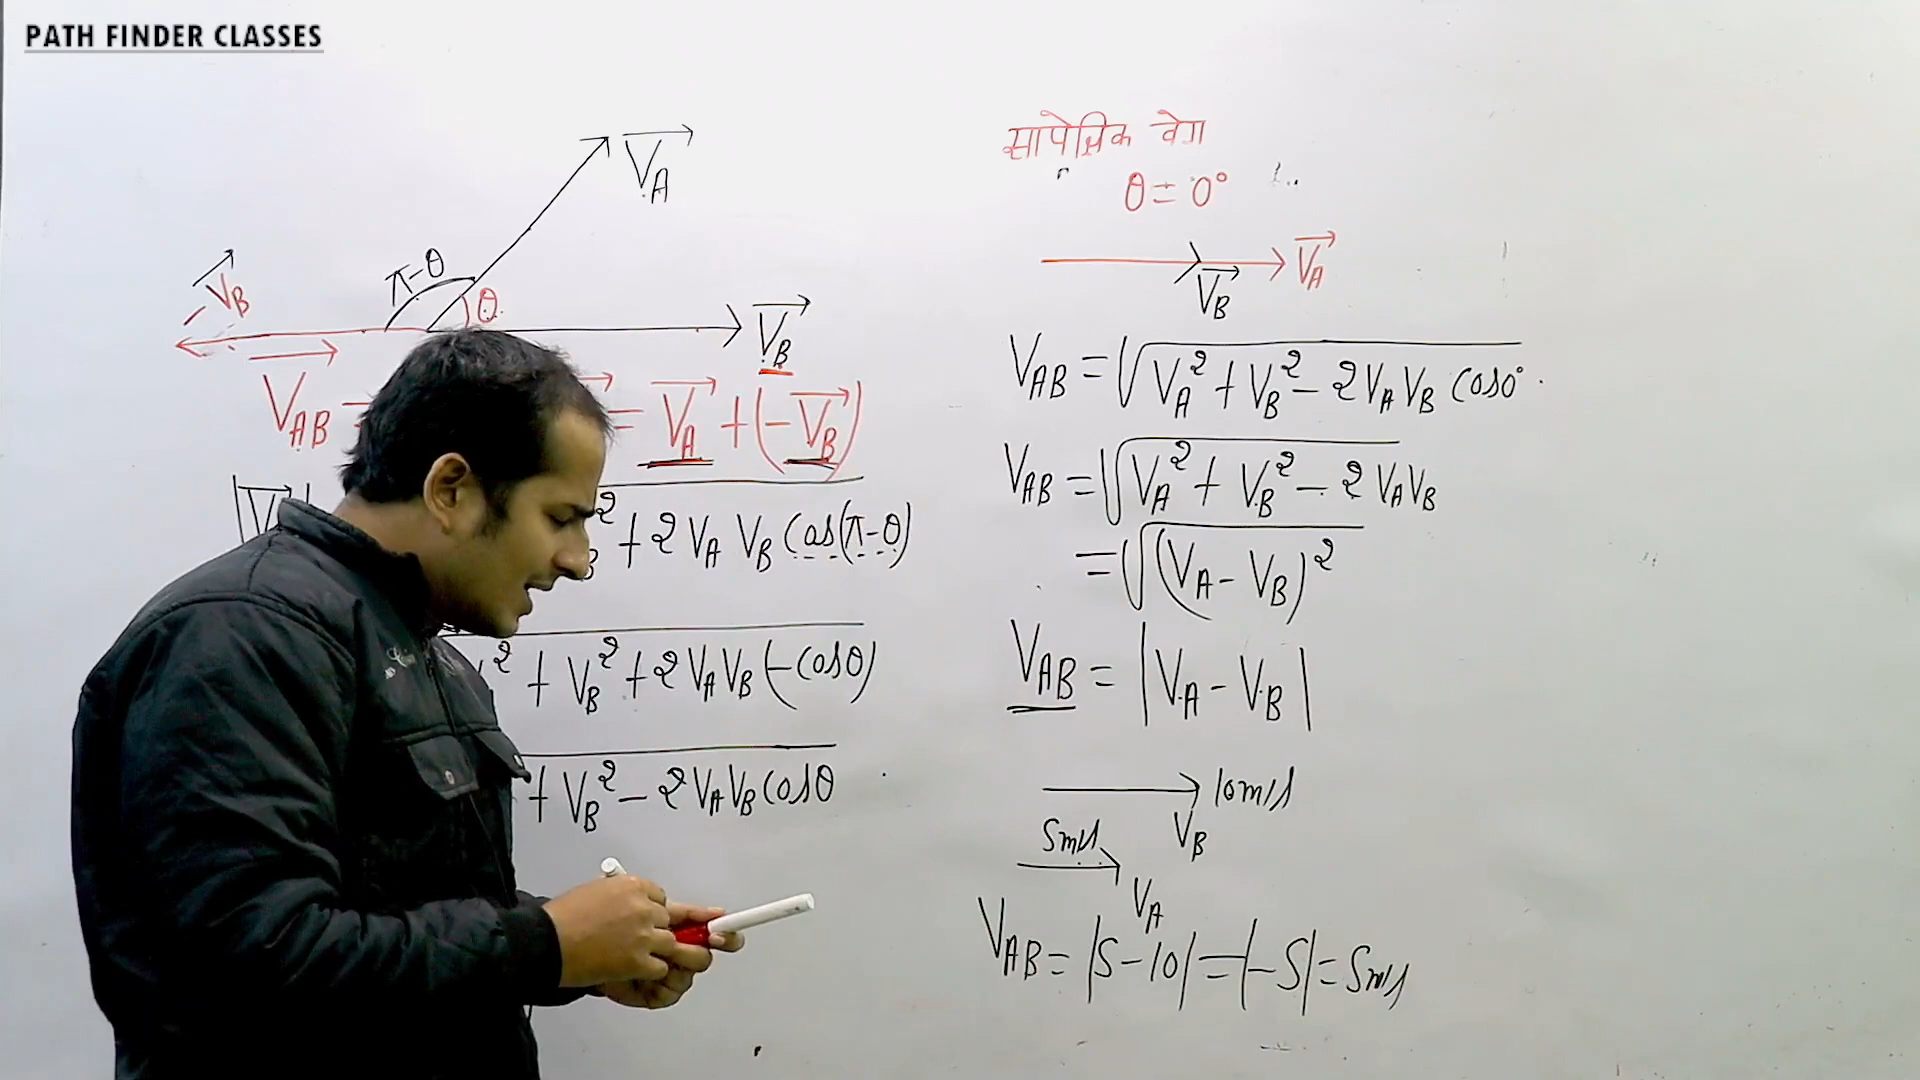 PATH FINDER CLASSES
V_A
π-θ
θ
-V_B
V_B
V_AB = = V_A + (-V_B)
+ 2 V_A V_B Cos(π-θ)
² + V_B² + 2 V_A V_B (-Cosθ)
+ V_B² - 2 V_A V_B Cosθ
सापेक्षिक वेग
θ = 0°
V_A
V_B
V_AB = √V_A² + V_B² - 2 V_A V_B Cos0°
V_AB = √V_A² + V_B² - 2 V_A V_B
= √(V_A - V_B)²
V_AB = |V_A - V_B|
10m/s
V_B
5m/s
V_A
V_AB = |5-10| = |-5| = 5m/s